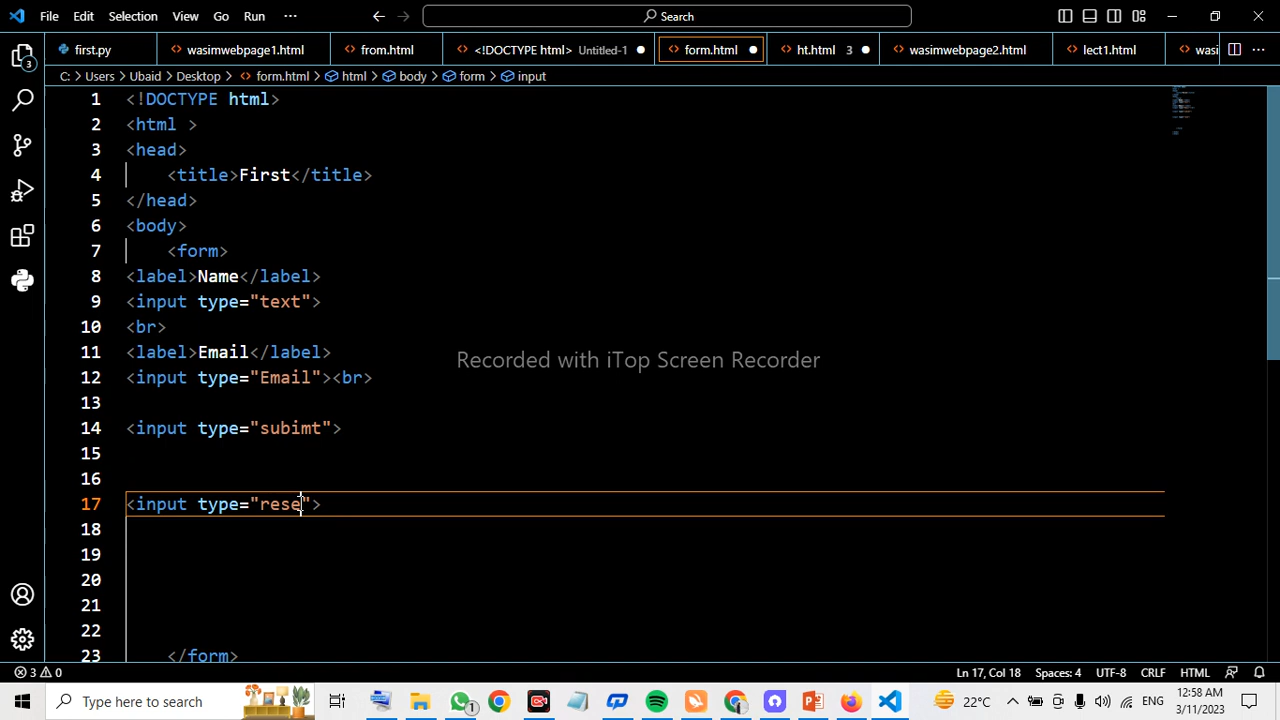 File Edit Selection View Go Run ··· Search
first.py wasimwebpage1.html from.html <!DOCTYPE html> Untitled-1 form.html ht.html 3 wasimwebpage2.html lect1.html wasi ···
C: > Users > Ubaid > Desktop > form.html > html > body > form > input
1 <!DOCTYPE html>
2 <html >
3 <head>
4 <title>First</title>
5 </head>
6 <body>
7 <form>
8 <label>Name</label>
9 <input type="text">
10 <br>
11 <label>Email</label>
Recorded with iTop Screen Recorder
12 <input type="Email"><br>
13
14 <input type="subimt">
15
16
17 <input type="rese">
18
19
20
21
22
23 </form>
3 0 Ln 17, Col 18 Spaces: 4 UTF-8 CRLF HTML
Type here to search 1 22°C ENG 12:58 AM
3/11/2023
3